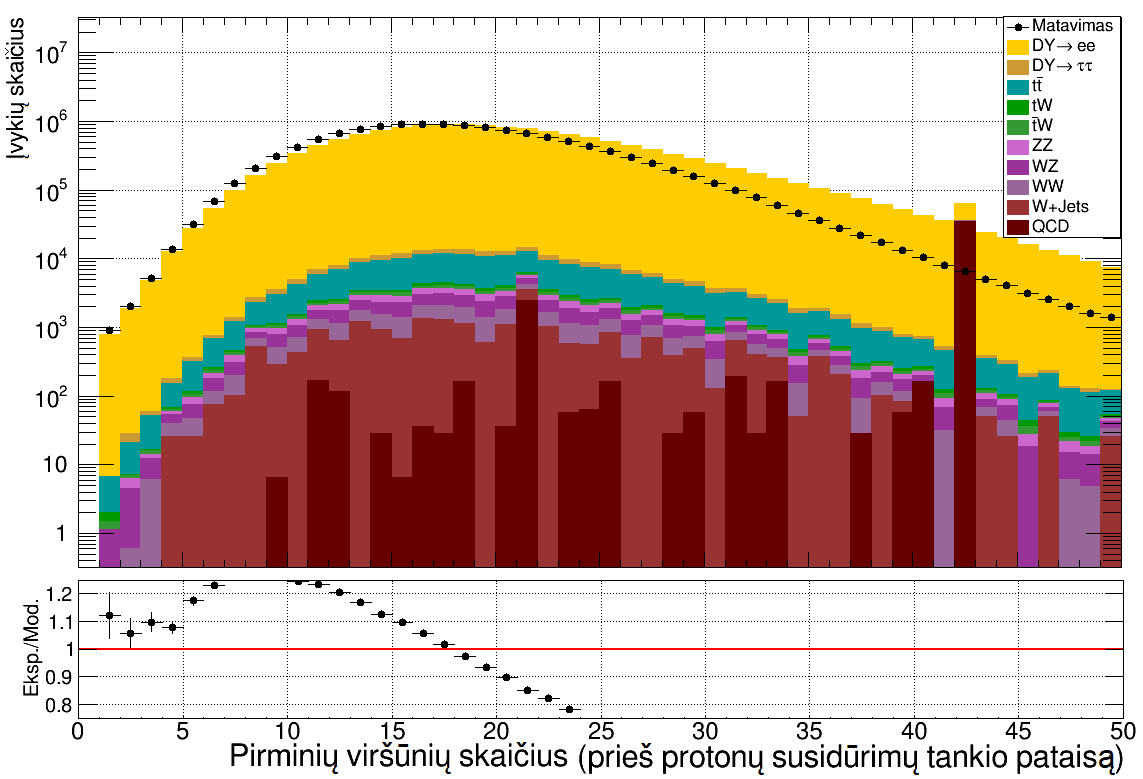 Įvykių skaičius
10⁷
10⁶
10⁵
10⁴
10³
10²
10
1
Matavimas
DY→ ee
DY→ ττ
tt̄
tW
t̄W
ZZ
WZ
WW
W+Jets
QCD
Eksp./Mod.
1.2
1.1
1
0.9
0.8
0 5 10 15 20 25 30 35 40 45 50
Pirminių viršūnių skaičius (prieš protonų susidūrimų tankio pataisą)